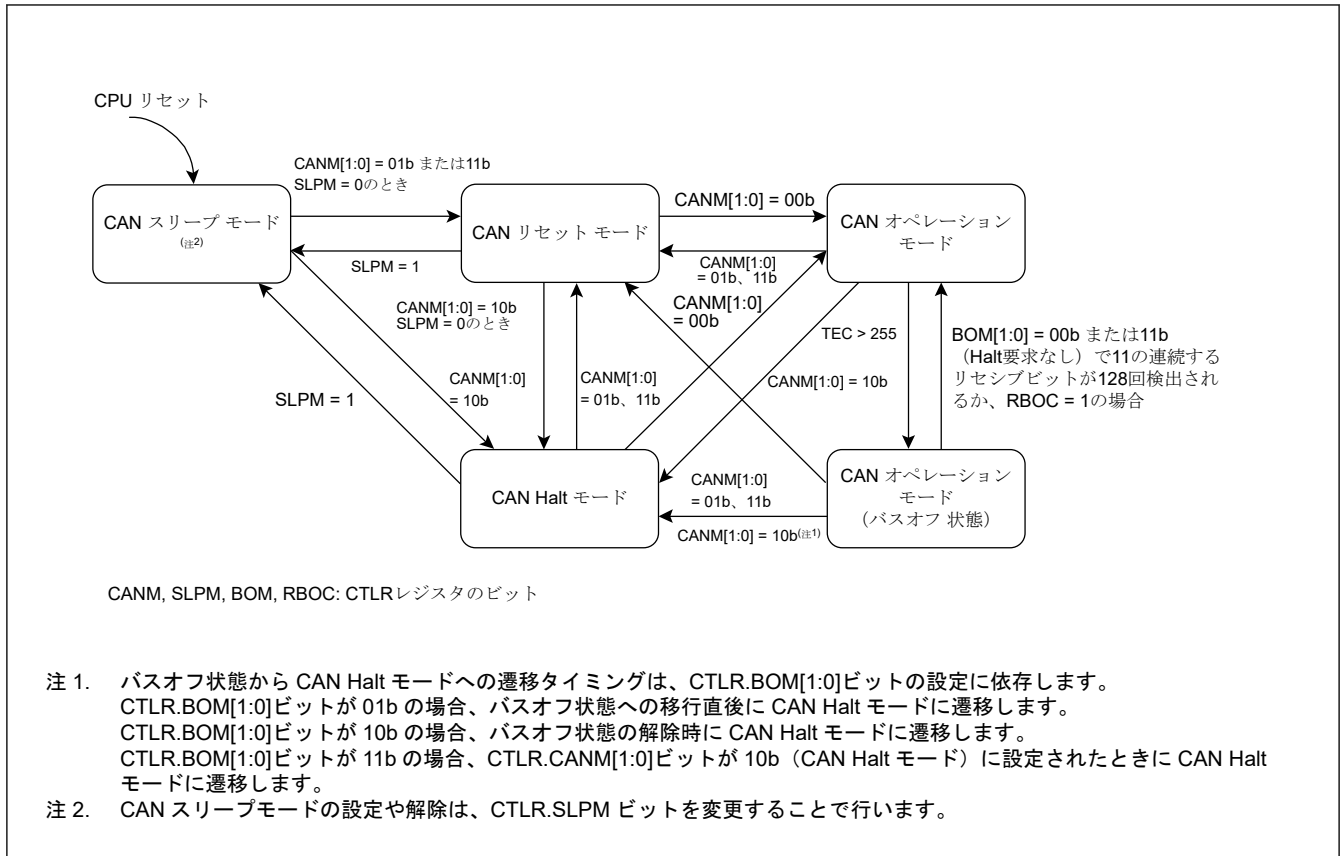 CPU リセット
CANM[1:0] = 01b または11b
SLPM = 0のとき
CANM[1:0] = 00b
CAN スリープ モード
(注2)
CAN リセット モード
CAN オペレーション
モード
SLPM = 1
CANM[1:0]
= 01b、11b
CANM[1:0] = 10b
SLPM = 0のとき
CANM[1:0]
= 00b
TEC > 255
BOM[1:0] = 00b または11b
（Halt要求なし）で11の連続する
リセシブビットが128回検出され
るか、RBOC = 1の場合
SLPM = 1
CANM[1:0]
= 10b
CANM[1:0]
= 01b、11b
CANM[1:0] = 10b
CAN Halt モード
CANM[1:0]
= 01b、11b
CANM[1:0] = 10b(注1)
CAN オペレーション
モード
（バスオフ 状態）
CANM, SLPM, BOM, RBOC: CTLRレジスタのビット
注 1. バスオフ状態から CAN Halt モードへの遷移タイミングは、CTLR.BOM[1:0]ビットの設定に依存します。
CTLR.BOM[1:0]ビットが 01b の場合、バスオフ状態への移行直後に CAN Halt モードに遷移します。
CTLR.BOM[1:0]ビットが 10b の場合、バスオフ状態の解除時に CAN Halt モードに遷移します。
CTLR.BOM[1:0]ビットが 11b の場合、CTLR.CANM[1:0]ビットが 10b（CAN Halt モード）に設定されたときに CAN Halt
モードに遷移します。
注 2. CAN スリープモードの設定や解除は、CTLR.SLPM ビットを変更することで行います。